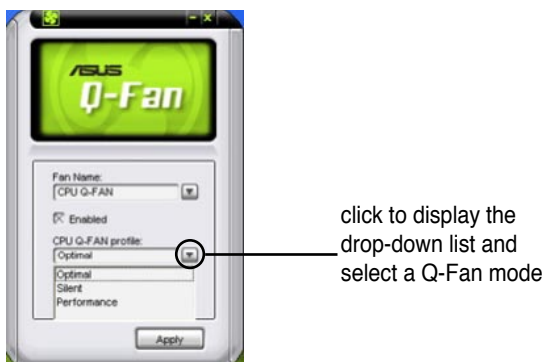 ASUS
Q-Fan
Fan Name:
CPU Q-FAN
Enabled
CPU Q-FAN profile:
Optimal
Optimal
Silent
Performance
Apply
click to display the
drop-down list and
select a Q-Fan mode